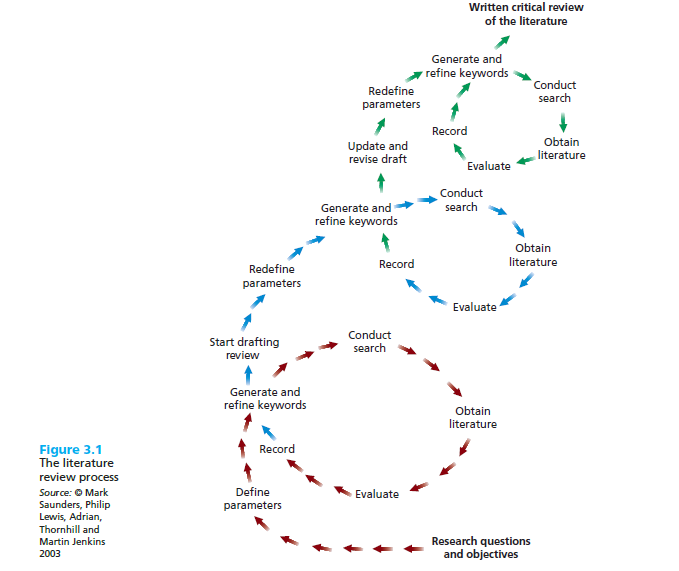 Written critical review
of the literature
Generate and
refine keywords
Conduct
search
Redefine
parameters
Record
Obtain
literature
Update and
revise draft
Evaluate
Conduct
search
Generate and
refine keywords
Obtain
literature
Record
Redefine
parameters
Evaluate
Start drafting
review
Conduct
search
Generate and
refine keywords
Obtain
literature
Record
Figure 3.1
The literature
review process
Source: © Mark
Saunders, Philip
Lewis, Adrian,
Thornhill and
Martin Jenkins
2003
Define
parameters
Evaluate
Research questions
and objectives